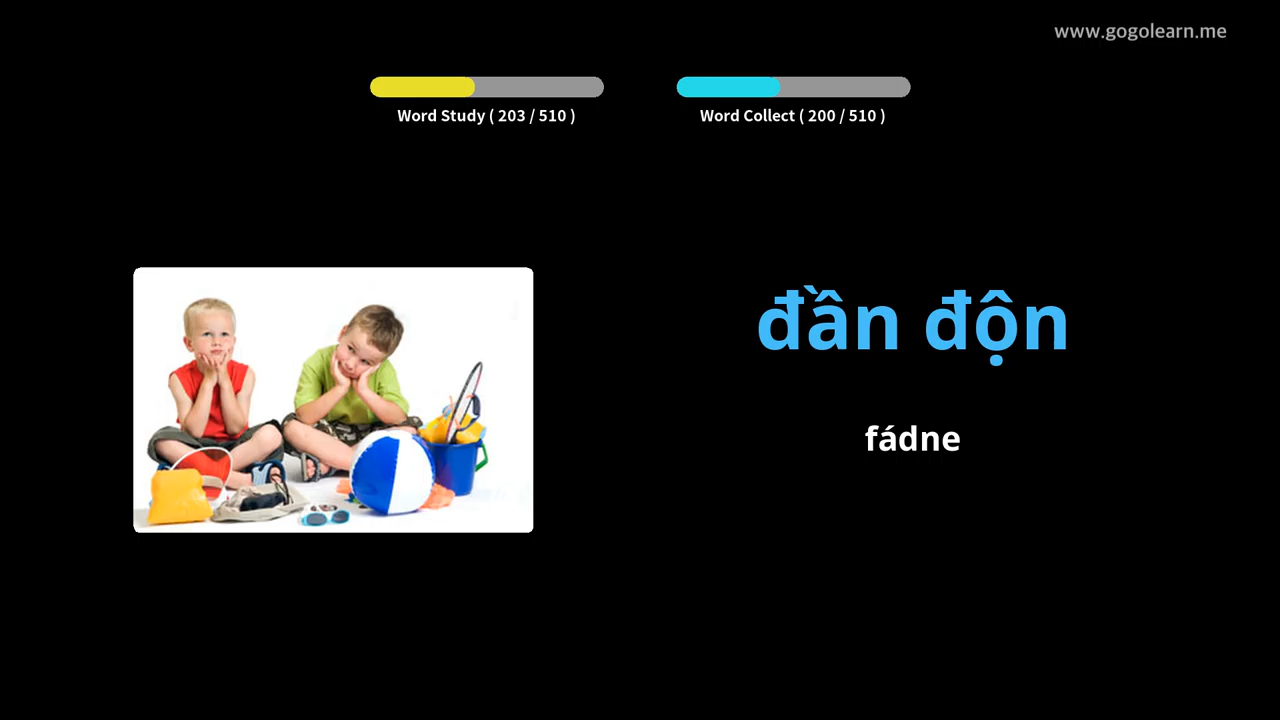 www.gogolearn.me
Word Study ( 203 / 510 )
Word Collect ( 200 / 510 )
đần độn
fádne